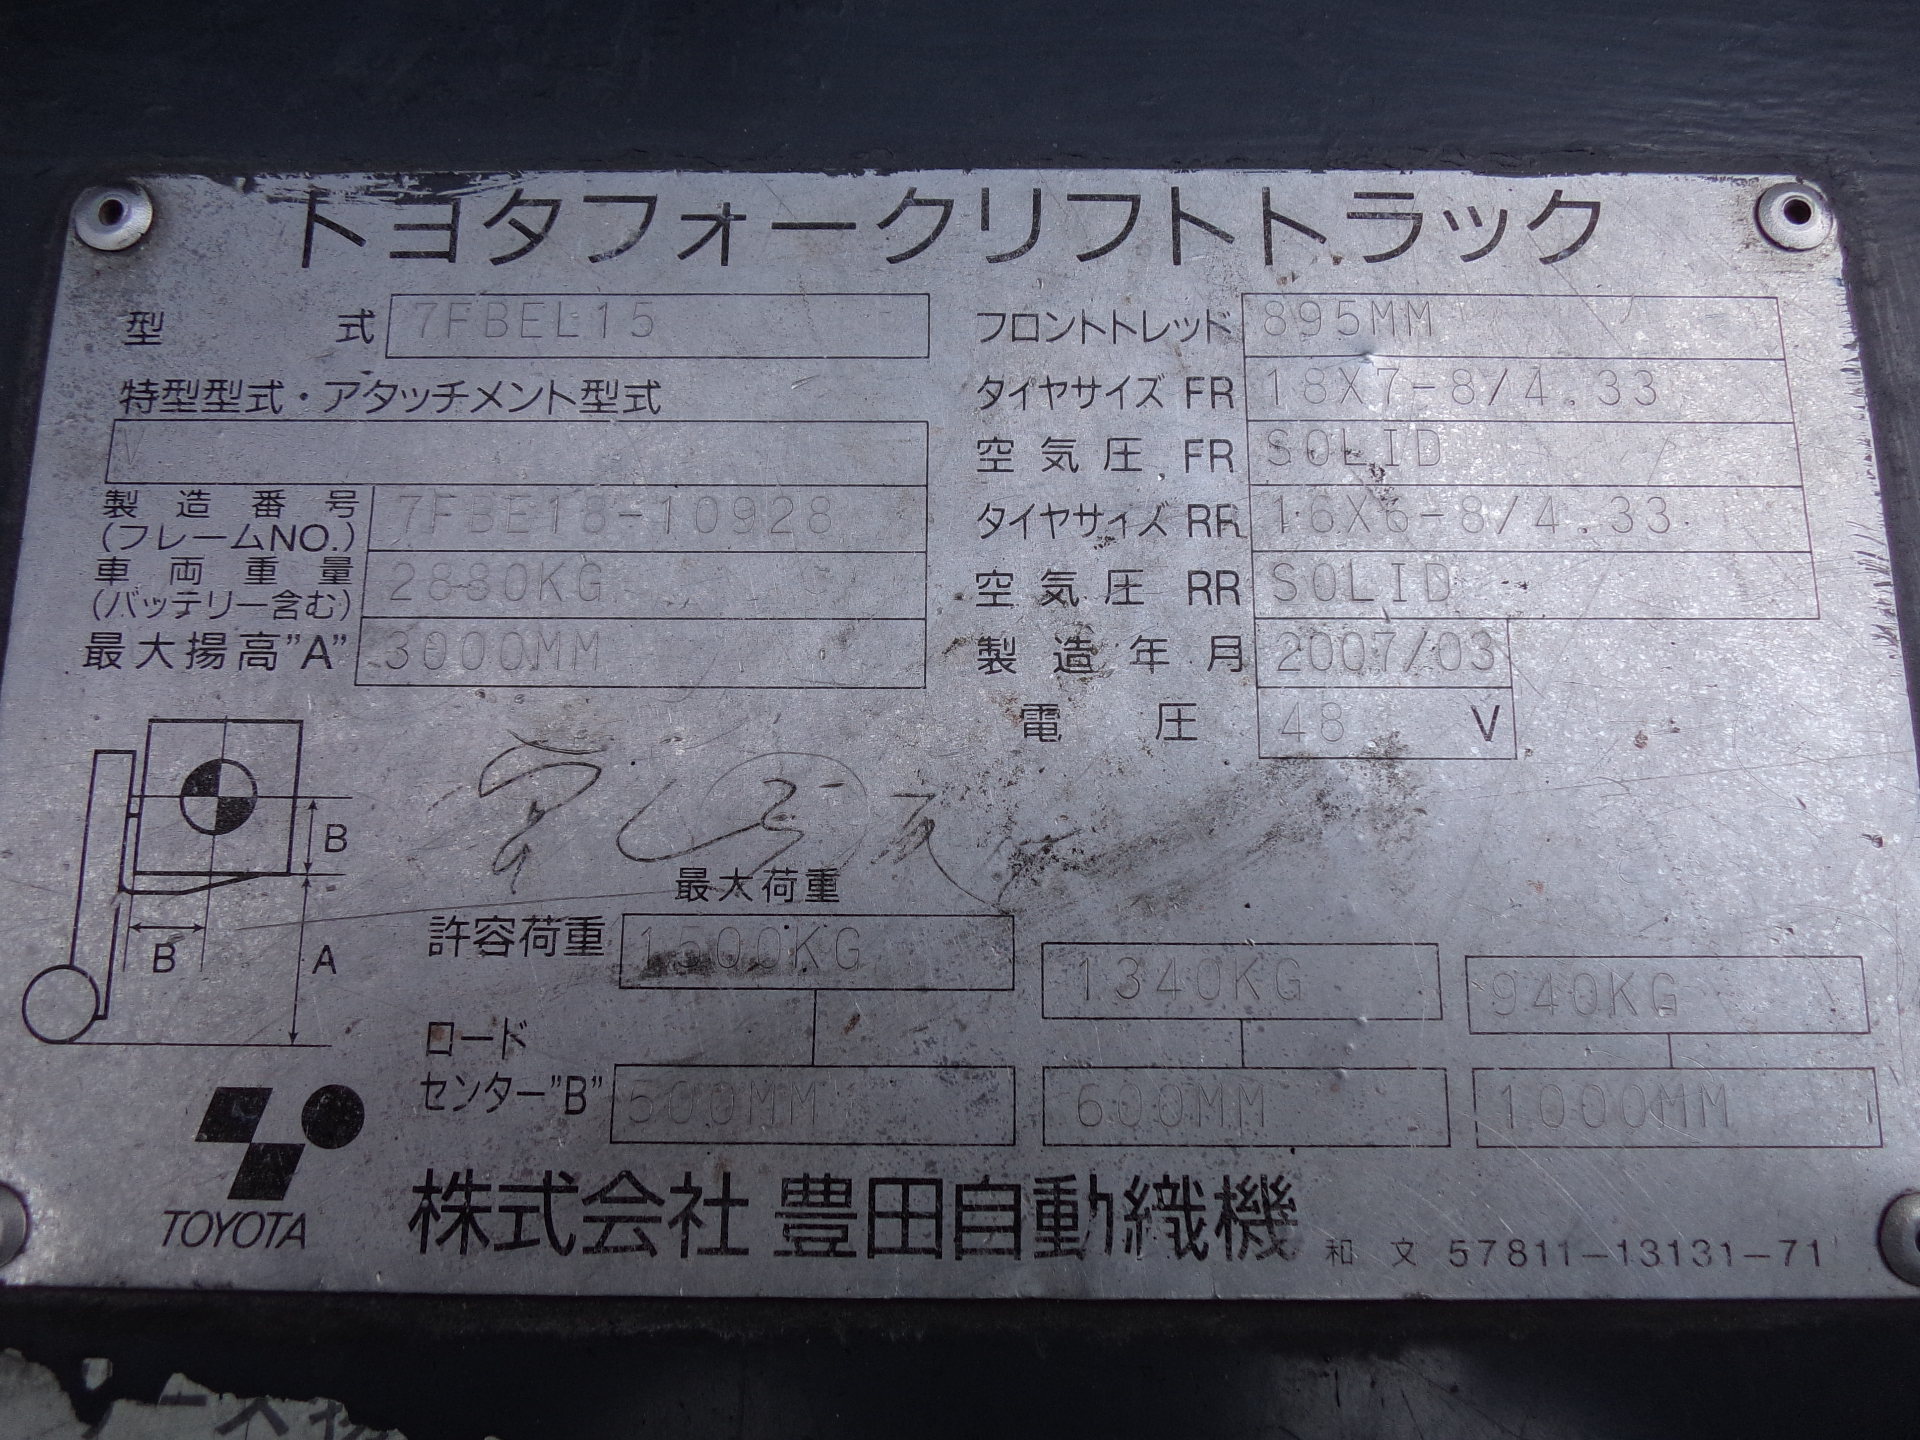 トヨタフォークリフトトラック
型式 7FBEL15
特型型式・アタッチメント型式
V
製造番号 (フレームNO.) 7FBE18-10928
車両重量 (バッテリー含む) 2880KG
最大揚高"A" 3000MM
フロントトレッド 895MM
タイヤサイズ FR 18X7-8/4.33
空気圧 FR SOLID
タイヤサイズ RR 16X6-8/4.33
空気圧 RR SOLID
製造年月 2007/03
電圧 48 V
B
B
A
最大荷重
許容荷重 1500KG 1340KG 940KG
ロード
センター"B" 500MM 600MM 1000MM
TOYOTA
株式会社 豊田自動織機
和文 57811-13131-71